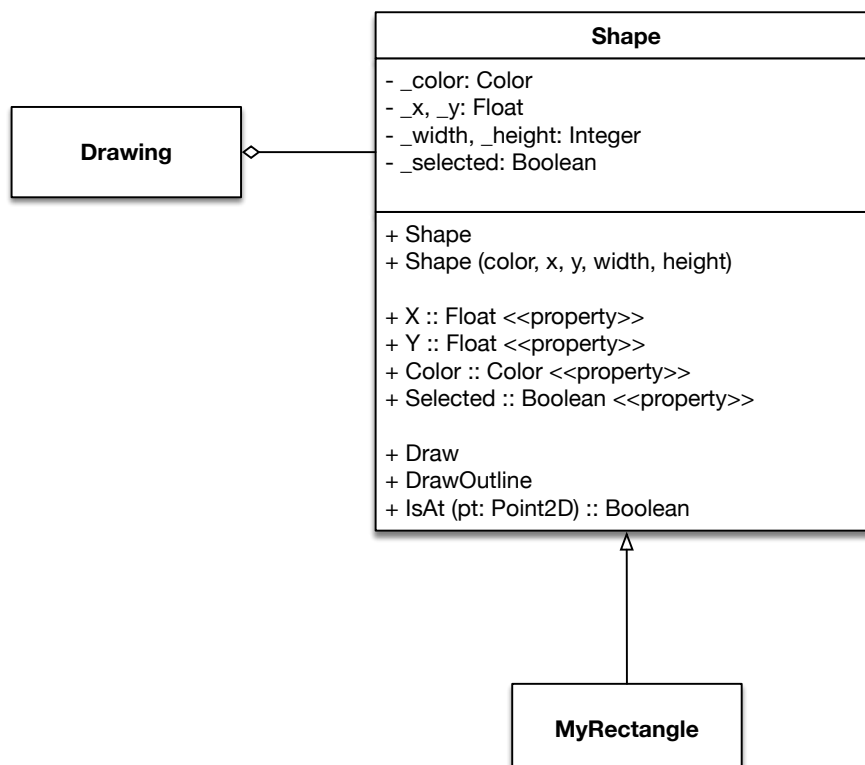 Shape
- _color: Color
- _x, _y: Float
- _width, _height: Integer
- _selected: Boolean
Drawing
+ Shape
+ Shape (color, x, y, width, height)
+ X :: Float <<property>>
+ Y :: Float <<property>>
+ Color :: Color <<property>>
+ Selected :: Boolean <<property>>
+ Draw
+ DrawOutline
+ IsAt (pt: Point2D) :: Boolean
MyRectangle